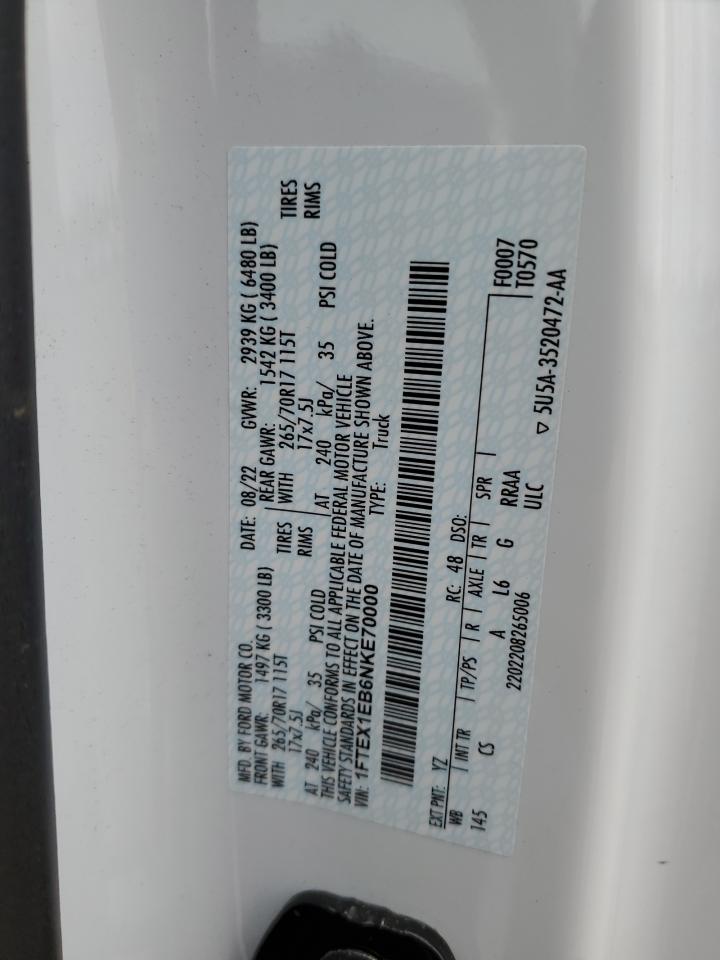 MFD. BY FORD MOTOR CO. DATE: 08/22 GVWR: 2939 KG ( 6480 LB)
FRONT GAWR: 1497 KG ( 3300 LB) REAR GAWR: 1542 KG ( 3400 LB)
WITH 265/70R17 115T TIRES WITH 265/70R17 115T TIRES
17x7.5J RIMS 17x7.5J RIMS
AT 240 kPa/ 35 PSI COLD AT 240 kPa/ 35 PSI COLD
THIS VEHICLE CONFORMS TO ALL APPLICABLE FEDERAL MOTOR VEHICLE
SAFETY STANDARDS IN EFFECT ON THE DATE OF MANUFACTURE SHOWN ABOVE.
VIN: 1FTEX1EB6NKE70000 TYPE: Truck
EXT PNT: YZ RC: 48 DSO: F0007
WB INT TR TP/PS R AXLE TR SPR T0570
145 CS A L6 G RRAA
2202208265006 ULC ▽ 5U5A-3520472-AA